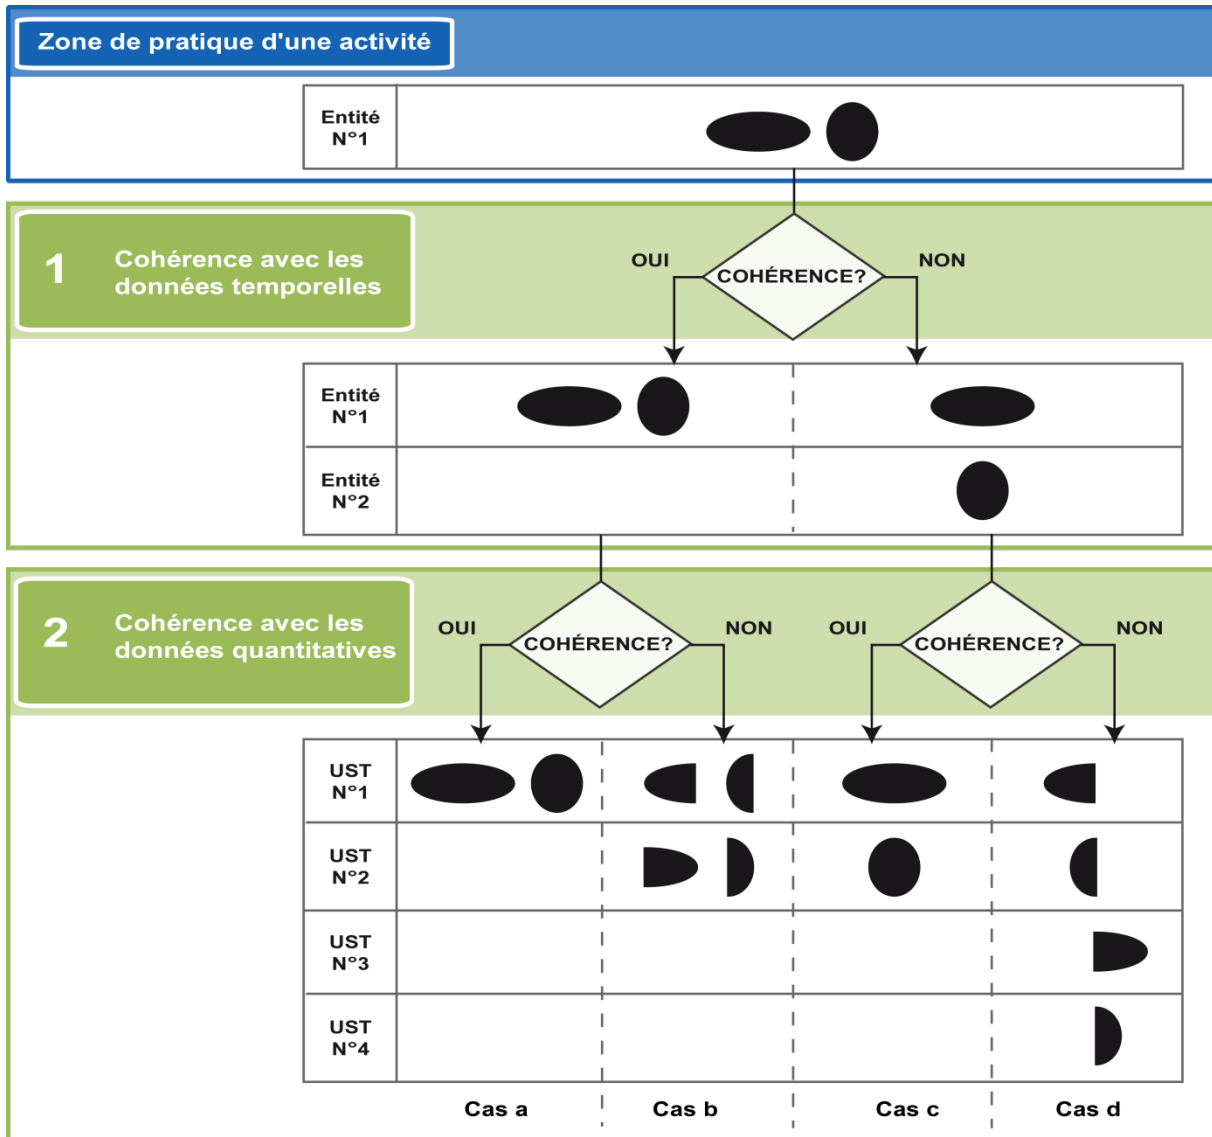 Zone de pratique d'une activité
Entité
N°1
1
Cohérence avec les
données temporelles
OUI
COHÉRENCE?
NON
Entité
N°1
Entité
N°2
2
Cohérence avec les
données quantitatives
OUI
COHÉRENCE?
NON
OUI
COHÉRENCE?
NON
UST
N°1
UST
N°2
UST
N°3
UST
N°4
Cas a
Cas b
Cas c
Cas d